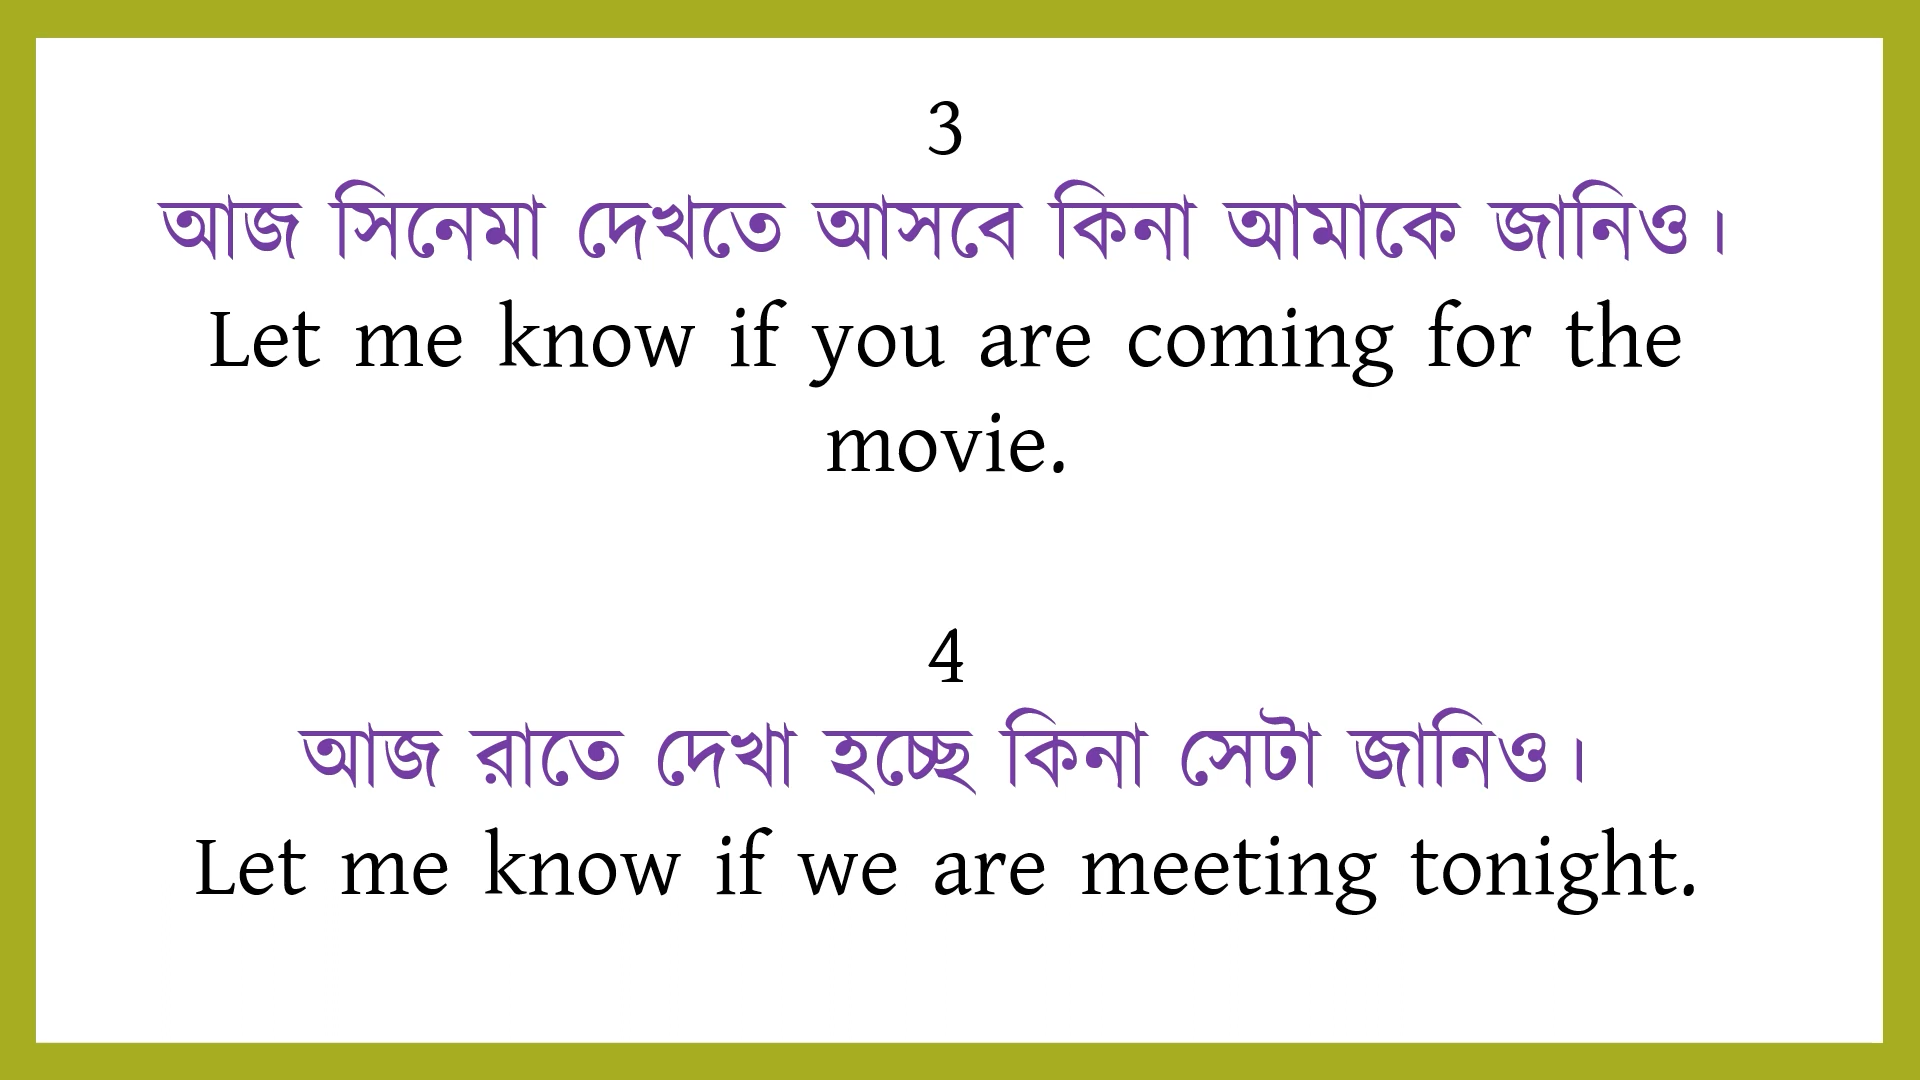 3
আজ সিনেমা দেখতে আসবে কিনা আমাকে জানিও।
Let me know if you are coming for the
movie.
4
আজ রাতে দেখা হচ্ছে কিনা সেটা জানিও।
Let me know if we are meeting tonight.